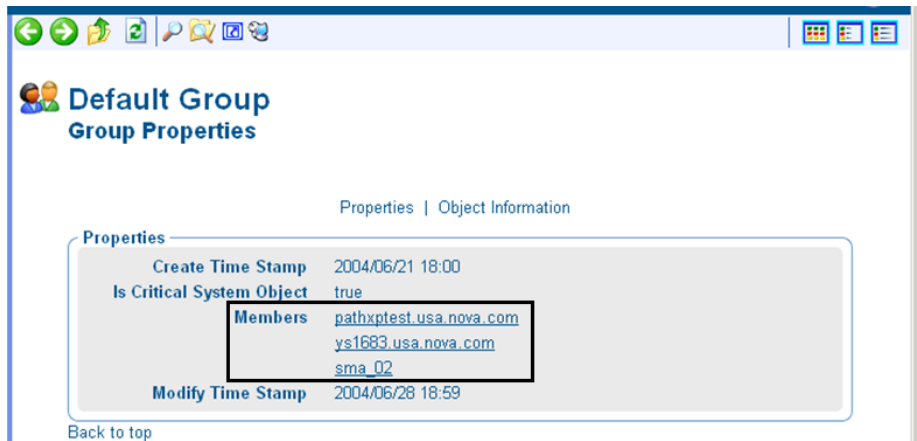 Default Group
Group Properties
Properties | Object Information
Properties
Create Time Stamp 2004/06/21 18:00
Is Critical System Object true
Members pathxptest.usa.nova.com
ys1683.usa.nova.com
sma_02
Modify Time Stamp 2004/06/28 18:59
Back to top